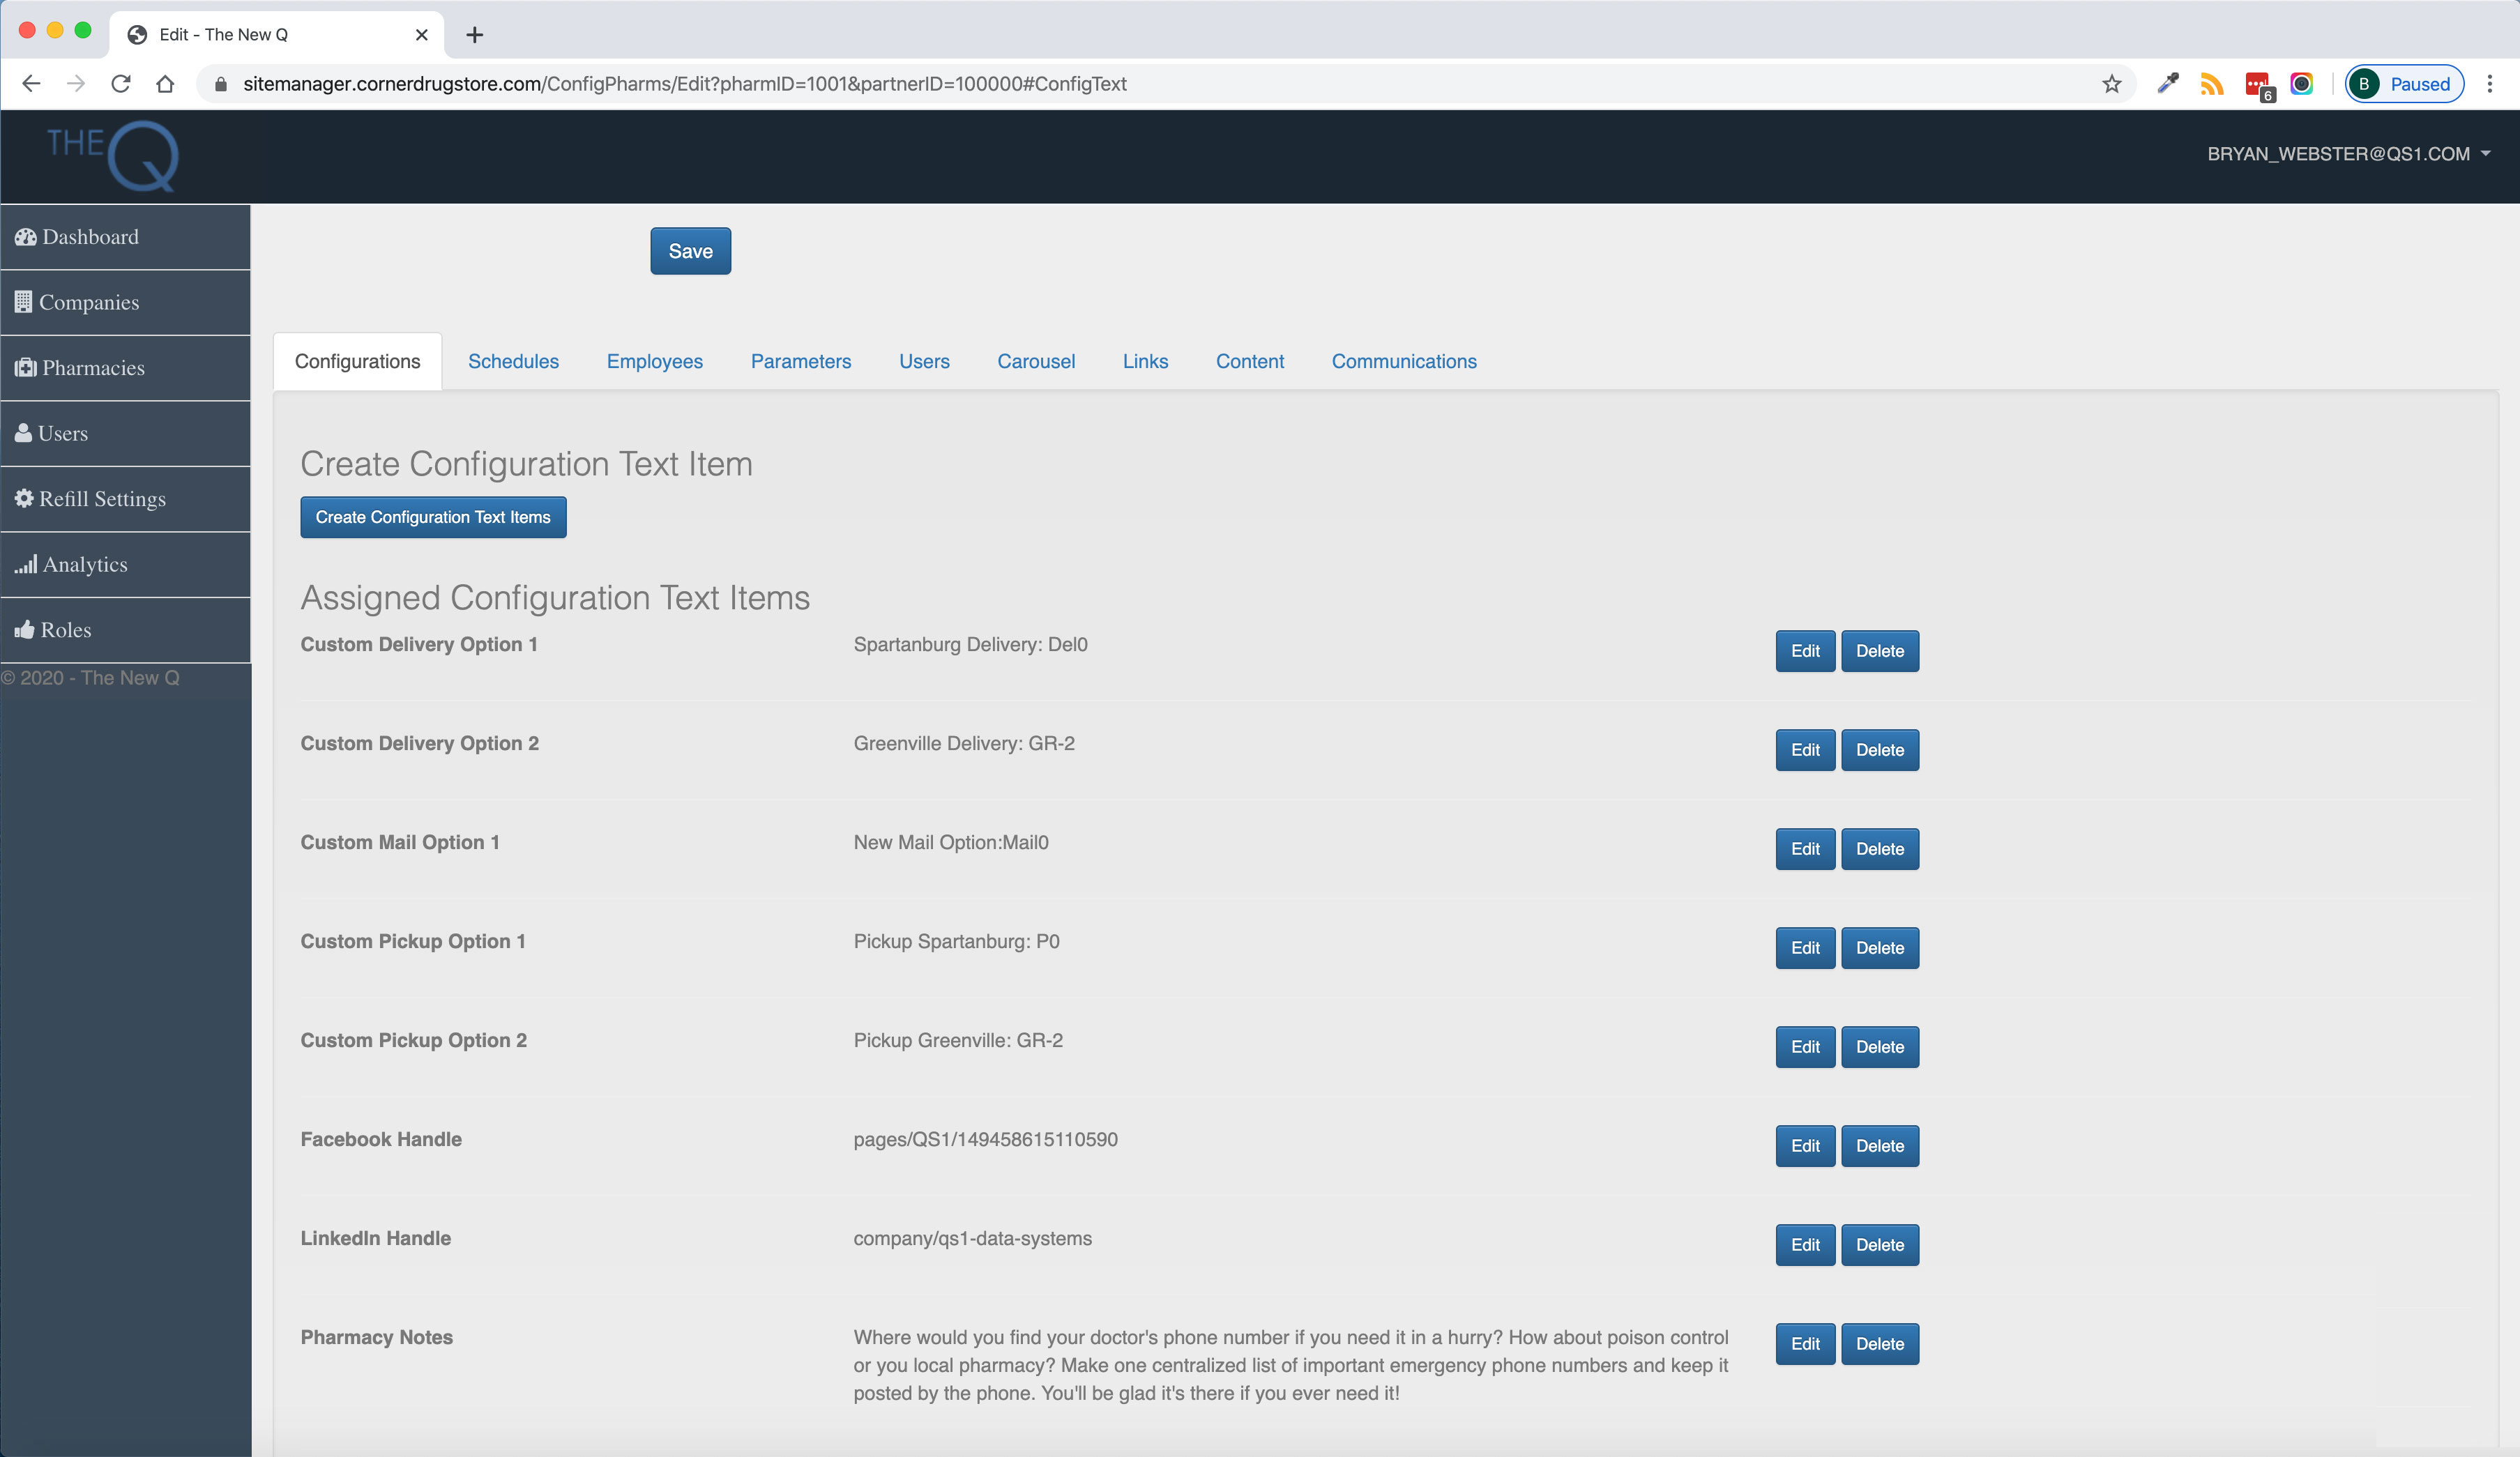 Edit - The New Q
sitemanager.cornerdrugstore.com/ConfigPharms/Edit?pharmID=1001&partnerID=100000#ConfigText
6
B Paused
THE Q
BRYAN_WEBSTER@QS1.COM
Dashboard
Companies
Pharmacies
Users
Refill Settings
Analytics
Roles
© 2020 - The New Q
Save
Configurations Schedules Employees Parameters Users Carousel Links Content Communications
Create Configuration Text Item
Create Configuration Text Items
Assigned Configuration Text Items
Custom Delivery Option 1 Spartanburg Delivery: Del0 Edit Delete
Custom Delivery Option 2 Greenville Delivery: GR-2 Edit Delete
Custom Mail Option 1 New Mail Option:Mail0 Edit Delete
Custom Pickup Option 1 Pickup Spartanburg: P0 Edit Delete
Custom Pickup Option 2 Pickup Greenville: GR-2 Edit Delete
Facebook Handle pages/QS1/149458615110590 Edit Delete
LinkedIn Handle company/qs1-data-systems Edit Delete
Pharmacy Notes Where would you find your doctor's phone number if you need it in a hurry? How about poison control Edit Delete
or you local pharmacy? Make one centralized list of important emergency phone numbers and keep it
posted by the phone. You'll be glad it's there if you ever need it!